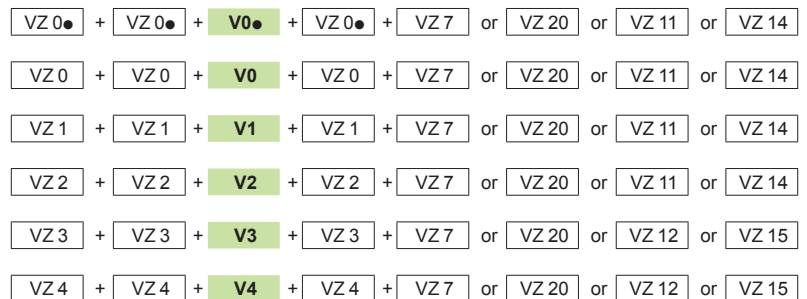 VZ 0● + VZ 0● + V0● + VZ 0● + VZ 7 or VZ 20 or VZ 11 or VZ 14
VZ 0 + VZ 0 + V0 + VZ 0 + VZ 7 or VZ 20 or VZ 11 or VZ 14
VZ 1 + VZ 1 + V1 + VZ 1 + VZ 7 or VZ 20 or VZ 11 or VZ 14
VZ 2 + VZ 2 + V2 + VZ 2 + VZ 7 or VZ 20 or VZ 11 or VZ 14
VZ 3 + VZ 3 + V3 + VZ 3 + VZ 7 or VZ 20 or VZ 12 or VZ 15
VZ 4 + VZ 4 + V4 + VZ 4 + VZ 7 or VZ 20 or VZ 12 or VZ 15